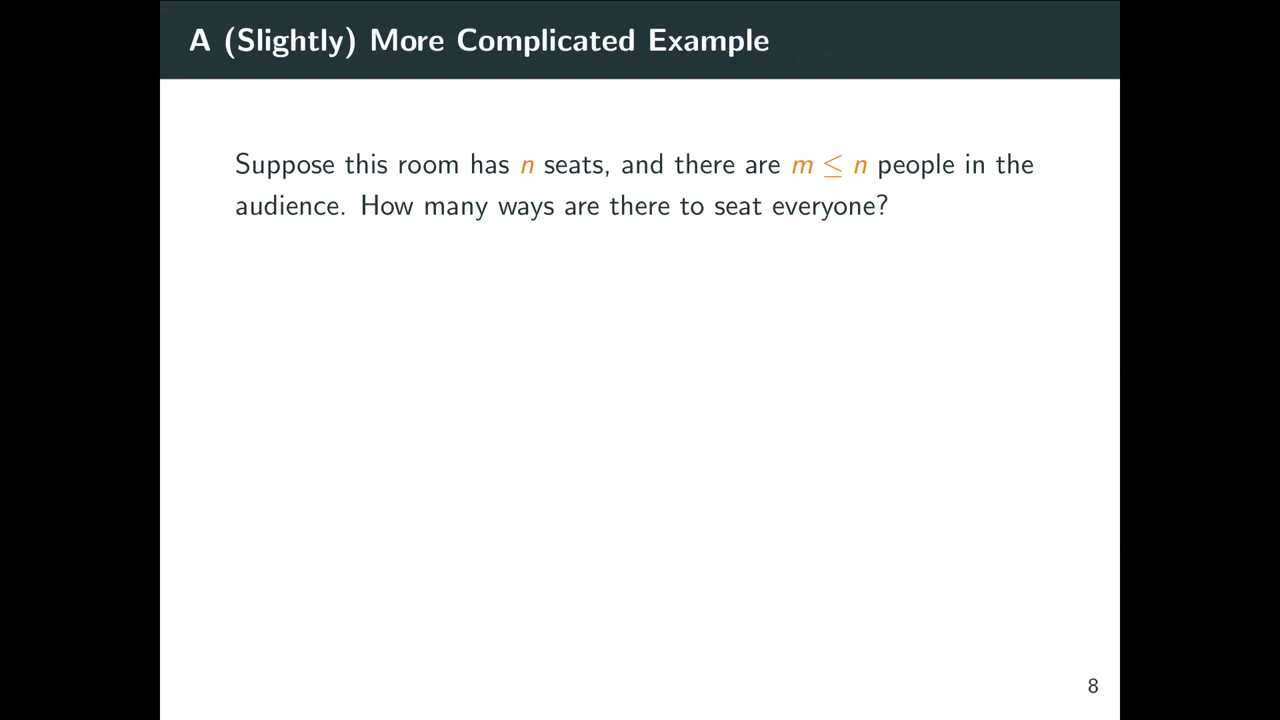 A (Slightly) More Complicated Example
Suppose this room has n seats, and there are m ≤ n people in the
audience. How many ways are there to seat everyone?
8